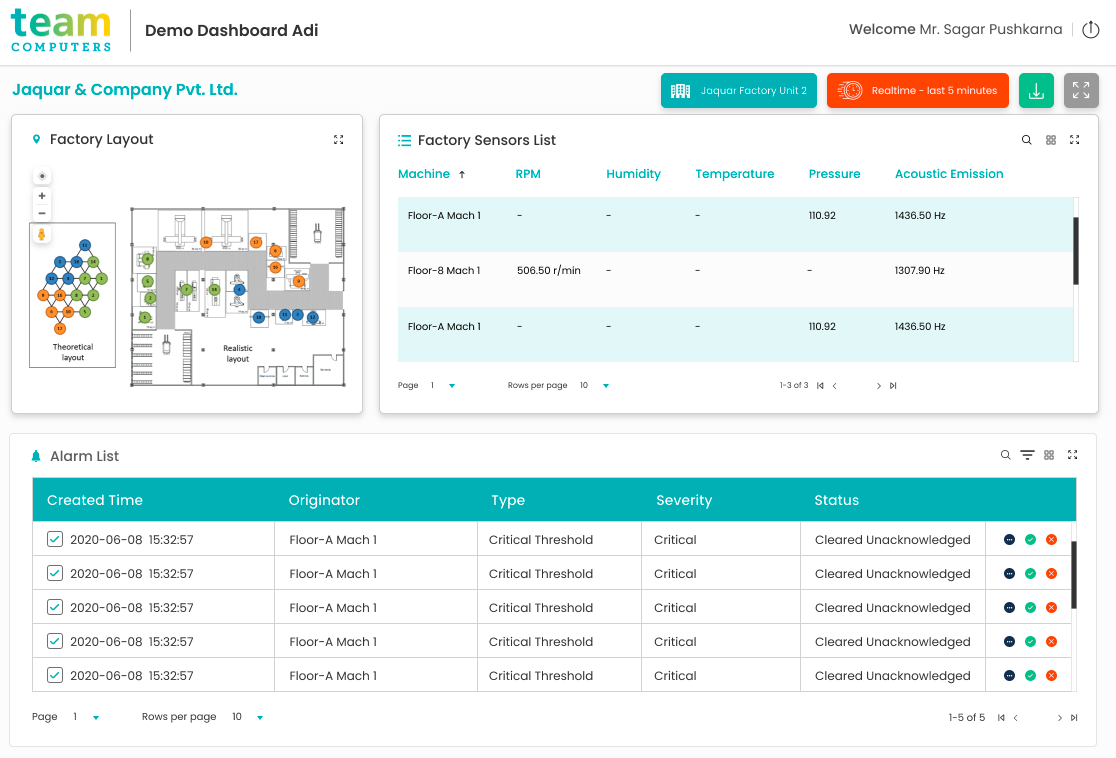 team
COMPUTERS
Demo Dashboard Adi
Welcome Mr. Sagar Pushkarna
Jaquar & Company Pvt. Ltd.
Jaquar Factory Unit 2
Realtime - last 5 minutes
Factory Layout
Theoretical
layout
Realistic
layout
Factory Sensors List
Machine ↑ RPM Humidity Temperature Pressure Acoustic Emission
Floor-A Mach 1 - - - 110.92 1436.50 Hz
Floor-8 Mach 1 506.50 r/min - - - 1307.90 Hz
Floor-A Mach 1 - - - 110.92 1436.50 Hz
Page 1 Rows per page 10 1-3 of 3
Alarm List
Created Time Originator Type Severity Status
2020-06-08 15:32:57 Floor-A Mach 1 Critical Threshold Critical Cleared Unacknowledged
2020-06-08 15:32:57 Floor-A Mach 1 Critical Threshold Critical Cleared Unacknowledged
2020-06-08 15:32:57 Floor-A Mach 1 Critical Threshold Critical Cleared Unacknowledged
2020-06-08 15:32:57 Floor-A Mach 1 Critical Threshold Critical Cleared Unacknowledged
2020-06-08 15:32:57 Floor-A Mach 1 Critical Threshold Critical Cleared Unacknowledged
Page 1 Rows per page 10 1-5 of 5